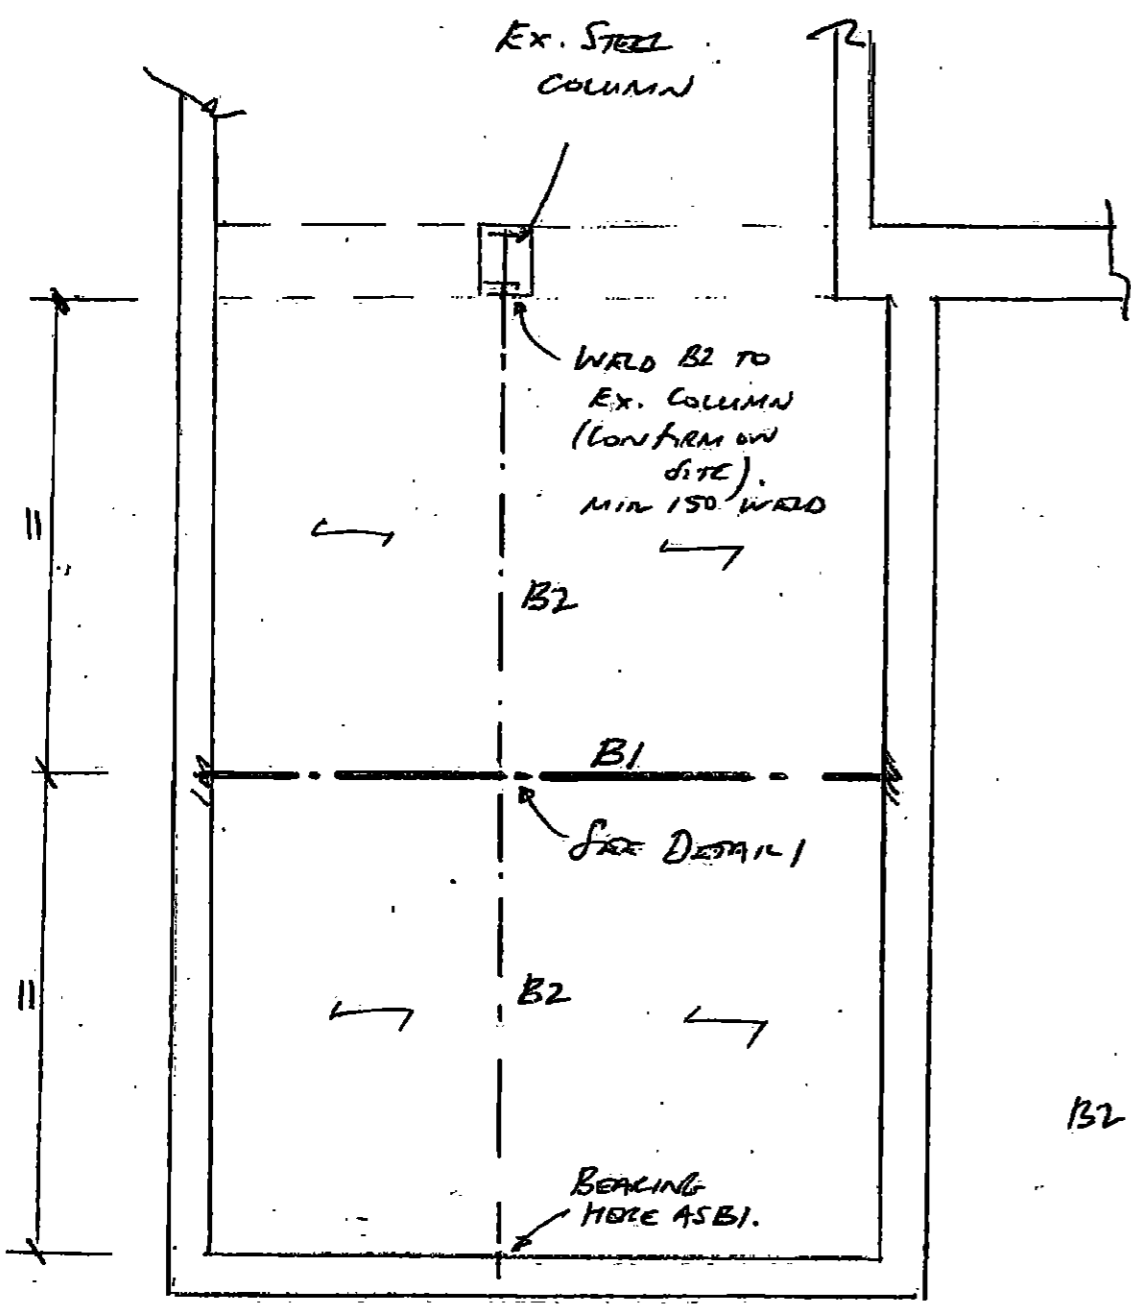 EX. STEEL
COLUMN
WELD B2 TO
EX. COLUMN
(CONFIRM ON
SITE).
MIN 150 WELD
B2
B1
SEE DETAIL 1
B2
B2
BEARING
HERE AS B1.